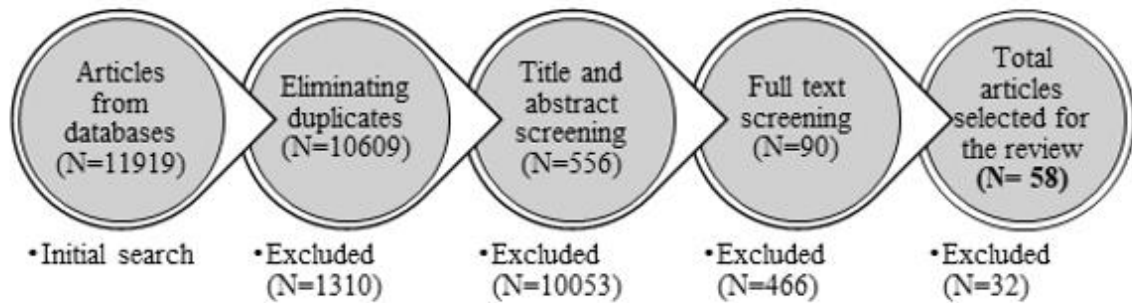 Articles
from
databases
(N=11919)
•Initial search
Eliminating
duplicates
(N=10609)
•Excluded
(N=1310)
Title and
abstract
screening
(N=556)
•Excluded
(N=10053)
Full text
screening
(N=90)
•Excluded
(N=466)
Total
articles
selected for
the review
(N= 58)
•Excluded
(N=32)